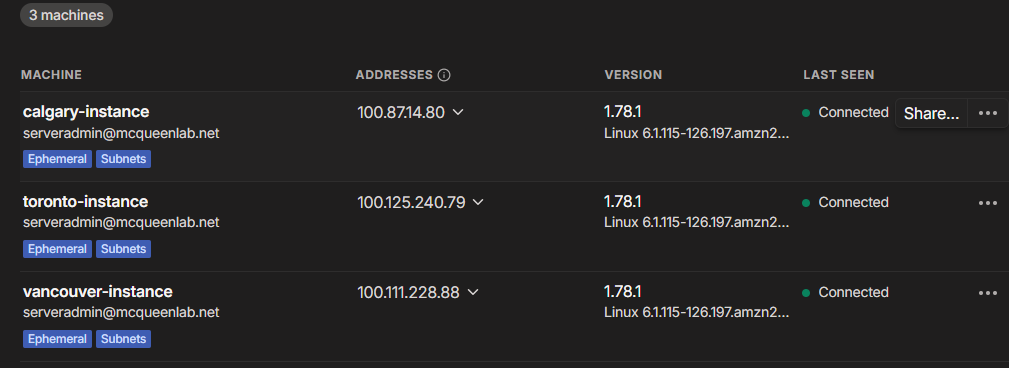 3 machines
MACHINE ADDRESSES VERSION LAST SEEN
calgary-instance 100.87.14.80 1.78.1 Connected Share...
serveradmin@mcqueenlab.net Linux 6.1.115-126.197.amzn2...
Ephemeral Subnets
toronto-instance 100.125.240.79 1.78.1 Connected
serveradmin@mcqueenlab.net Linux 6.1.115-126.197.amzn2...
Ephemeral Subnets
vancouver-instance 100.111.228.88 1.78.1 Connected
serveradmin@mcqueenlab.net Linux 6.1.115-126.197.amzn2...
Ephemeral Subnets